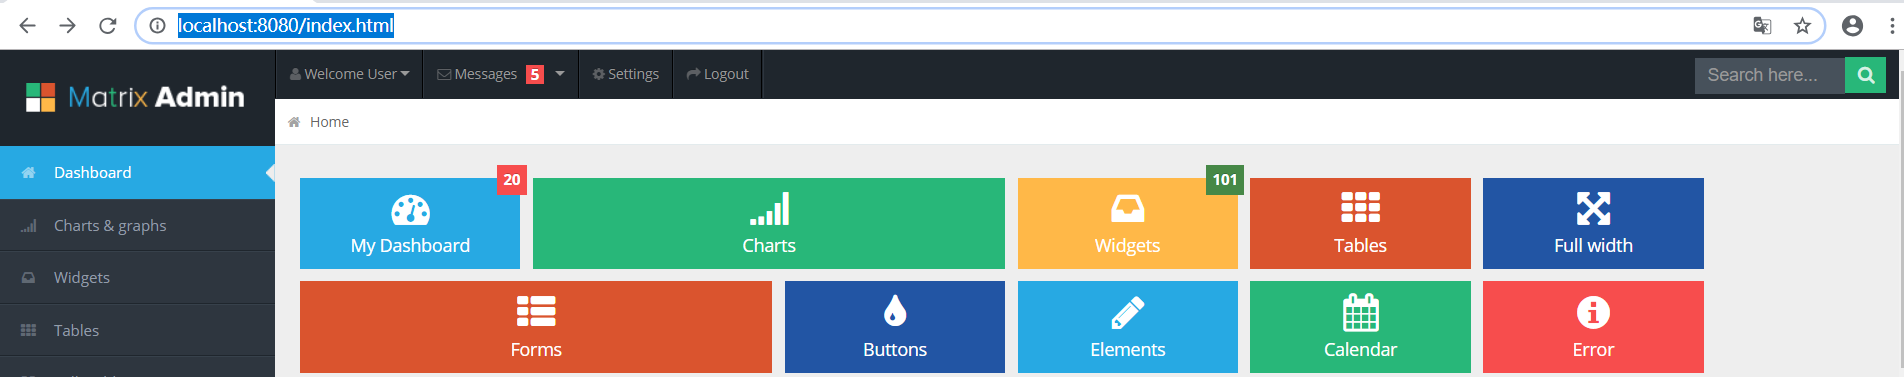 localhost:8080/index.html
Matrix Admin
Welcome User
Messages 5
Settings
Logout
Search here...
Home
Dashboard
Charts & graphs
Widgets
Tables
20
My Dashboard
Charts
101
Widgets
Tables
Full width
Forms
Buttons
Elements
Calendar
Error